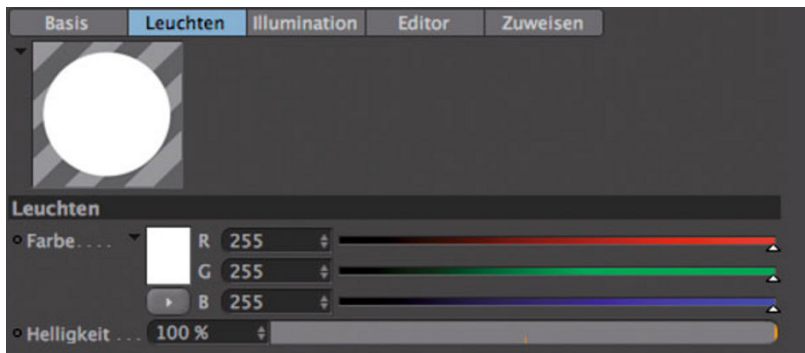 Basis Leuchten Illumination Editor Zuweisen
Leuchten
Farbe.... R 255
G 255
B 255
Helligkeit ... 100 %